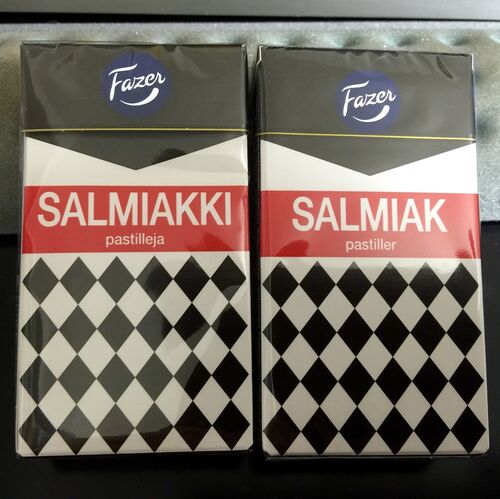 Fazer
SALMIAKKI
pastilleja
Fazer
SALMIAK
pastiller